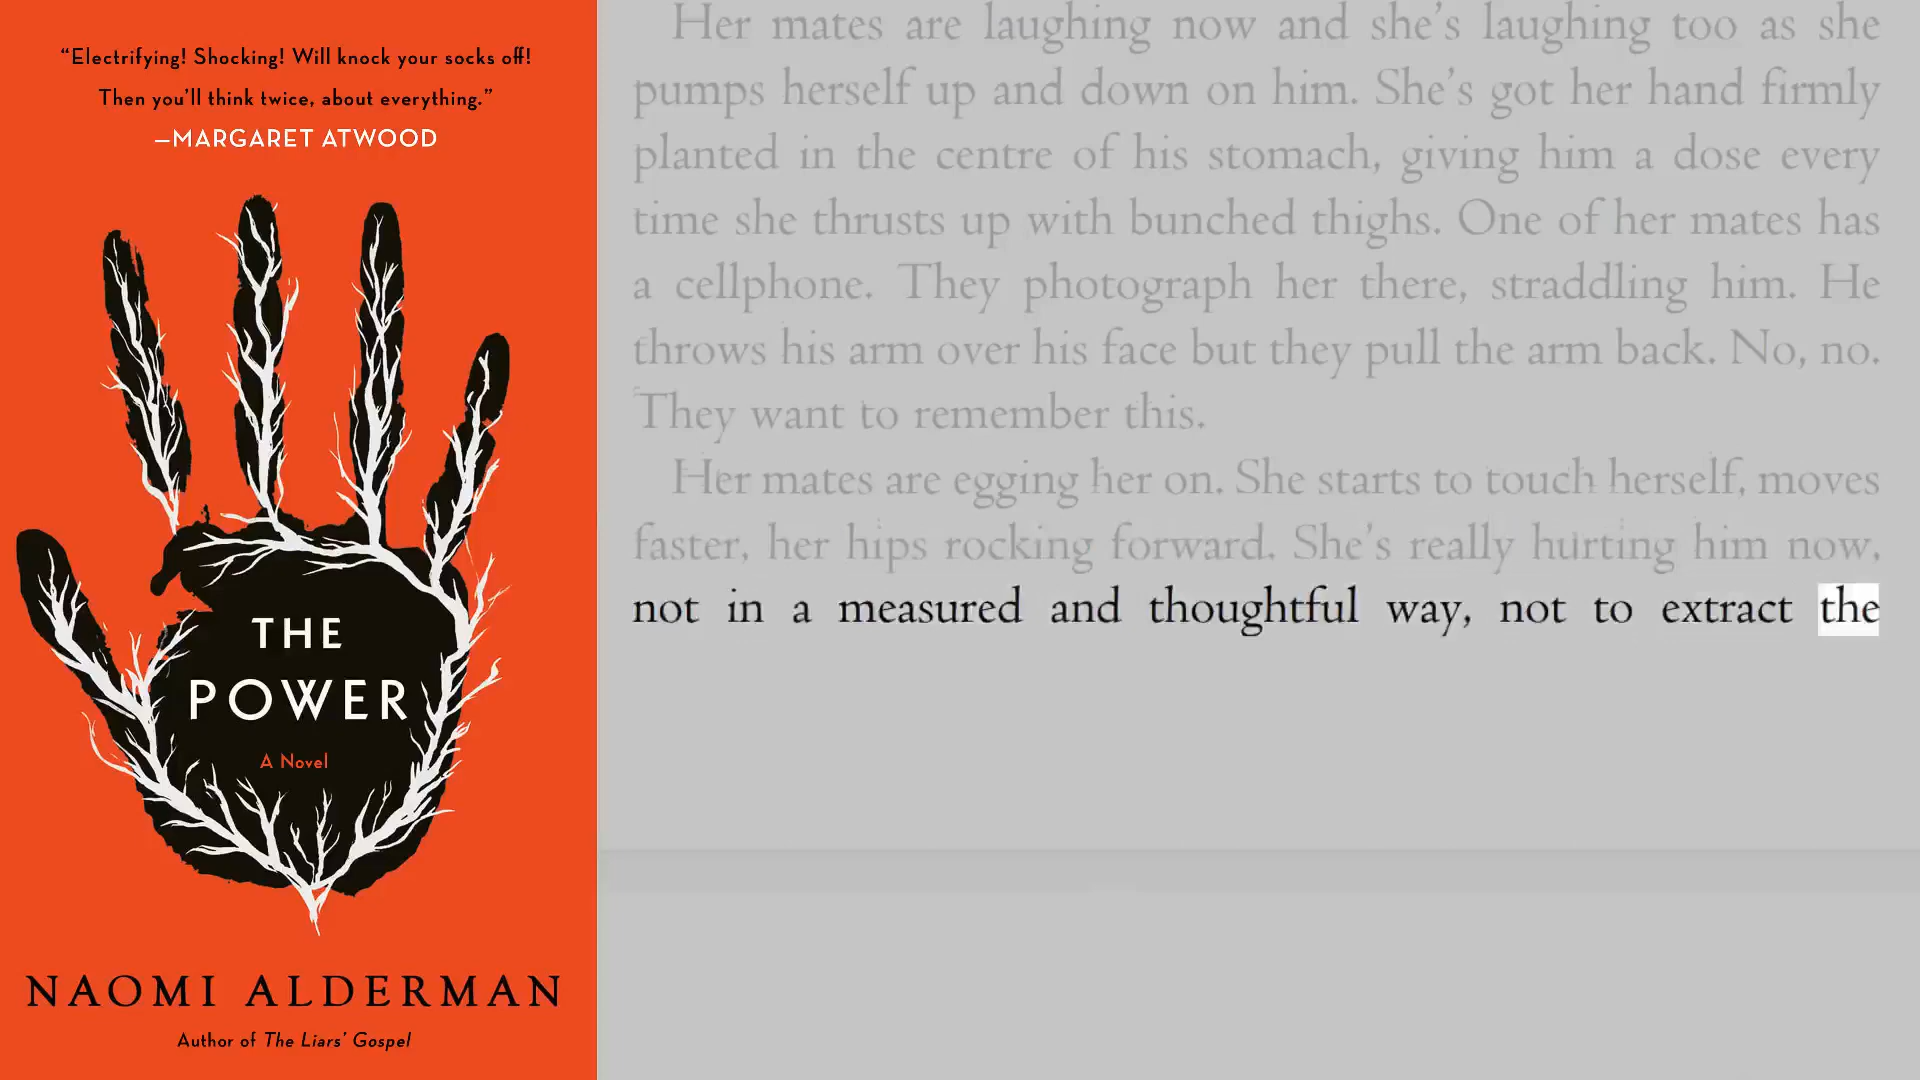 “Electrifying! Shocking! Will knock your socks off!
Then you’ll think twice, about everything.”
—MARGARET ATWOOD
THE
POWER
A Novel
NAOMI ALDERMAN
Author of The Liars’ Gospel
Her mates are laughing now and she’s laughing too as she
pumps herself up and down on him. She’s got her hand firmly
planted in the centre of his stomach, giving him a dose every
time she thrusts up with bunched thighs. One of her mates has
a cellphone. They photograph her there, straddling him. He
throws his arm over his face but they pull the arm back. No, no.
They want to remember this.
Her mates are egging her on. She starts to touch herself, moves
faster, her hips rocking forward. She’s really hurting him now,
not in a measured and thoughtful way, not to extract the